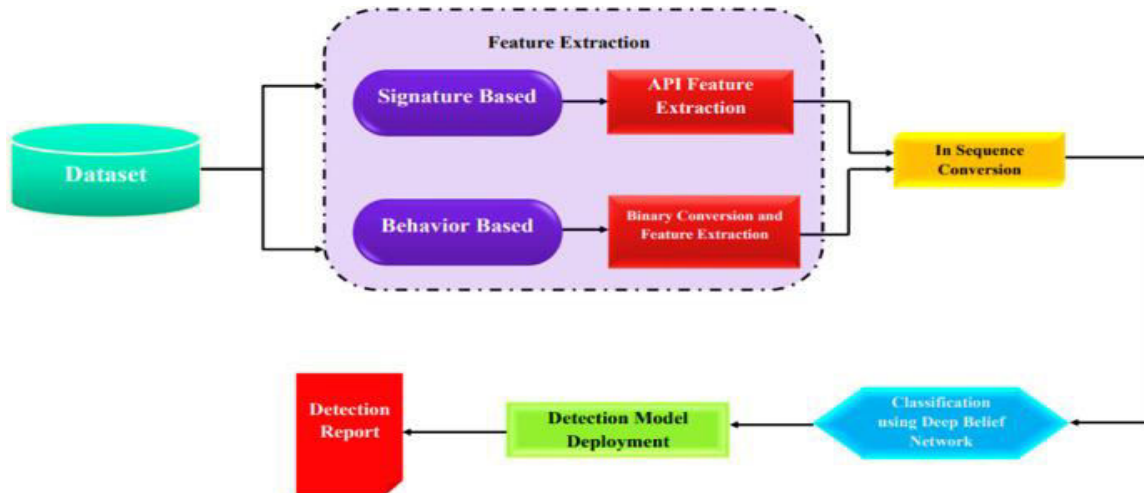 Feature Extraction
Signature Based
API Feature
Extraction
Dataset
In Sequence
Conversion
Behavior Based
Binary Conversion and
Feature Extraction
Detection
Report
Detection Model
Deployment
Classification
using Deep Belief
Network